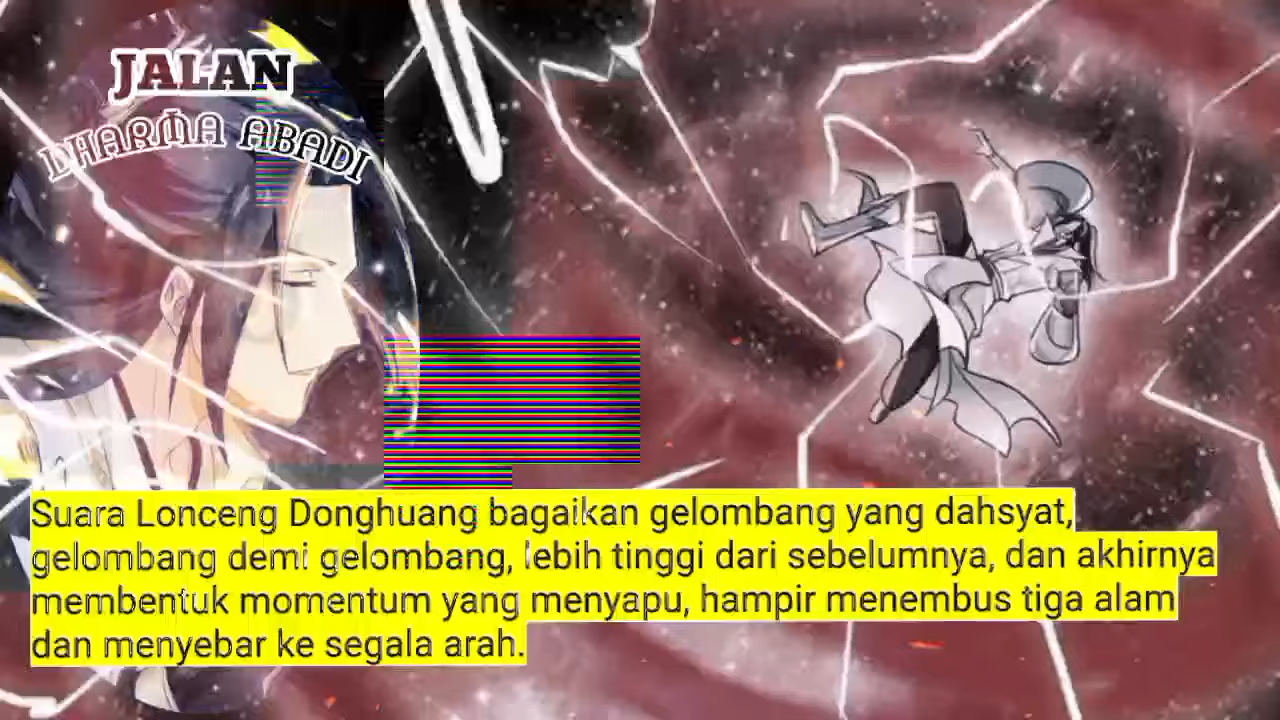 JALAN
DHARMA ABADI
Suara Lonceng Donghuang bagaikan gelombang yang dahsyat,
gelombang demi gelombang, lebih tinggi dari sebelumnya, dan akhirnya
membentuk momentum yang menyapu, hampir menembus tiga alam
dan menyebar ke segala arah.